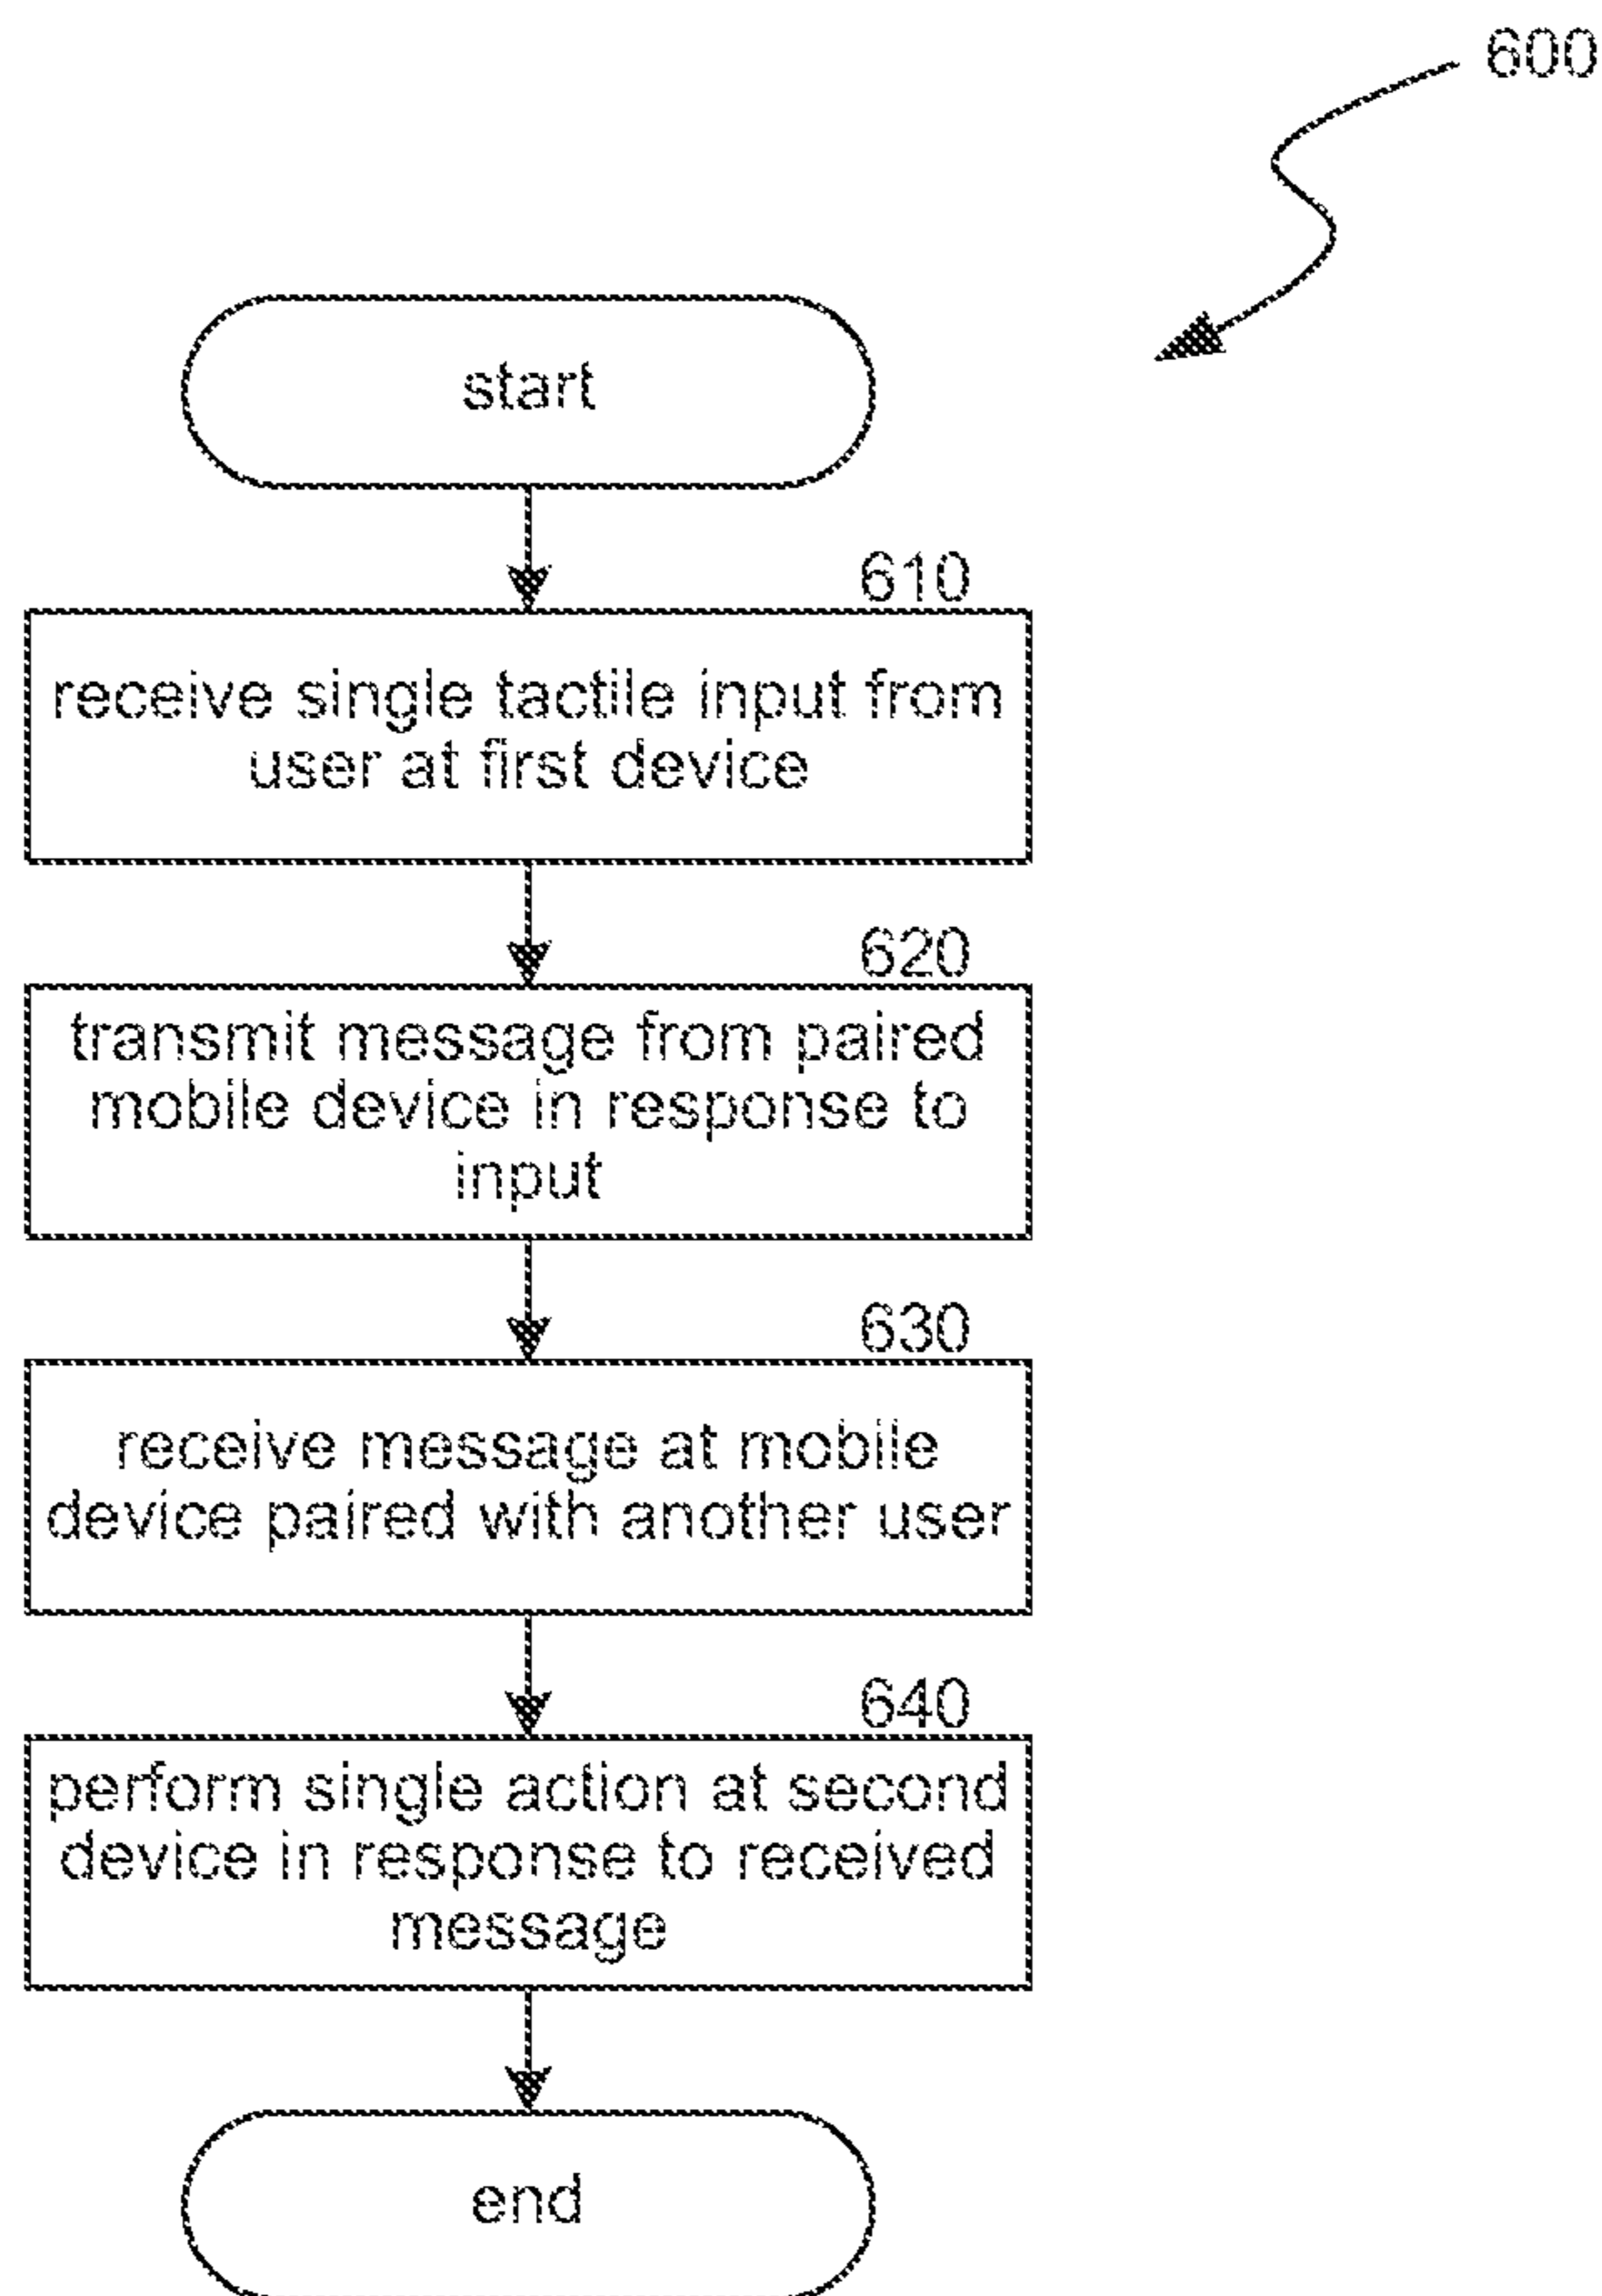 600
start
610
receive single tactile input from
user at first device
620
transmit message from paired
mobile device in response to
input
630
receive message at mobile
device paired with another user
640
perform single action at second
device in response to received
message
end